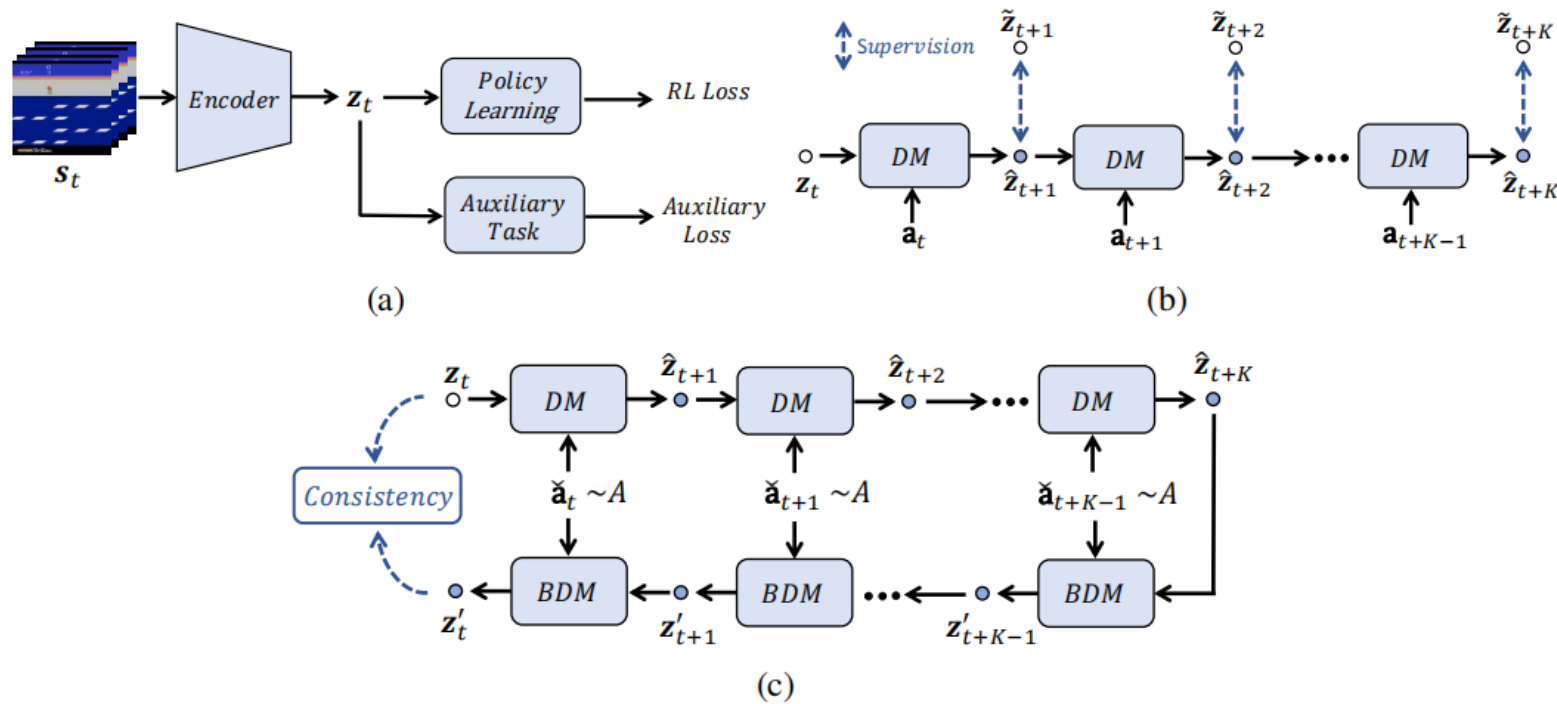 Encoder
𝒛_t
Policy
Learning
RL Loss
𝒔_t
Auxiliary
Task
Auxiliary
Loss
(a)
Supervision
z̃_{t+1}
z̃_{t+2}
z̃_{t+K}
z_t
DM
ẑ_{t+1}
DM
ẑ_{t+2}
•••
DM
ẑ_{t+K}
a_t
a_{t+1}
a_{t+K−1}
(b)
z_t
DM
ẑ_{t+1}
DM
ẑ_{t+2}
•••
DM
ẑ_{t+K}
Consistency
ǎ_t ~A
ǎ_{t+1} ~A
ǎ_{t+K−1} ~A
z′_t
BDM
z′_{t+1}
BDM
•••
z′_{t+K−1}
BDM
(c)